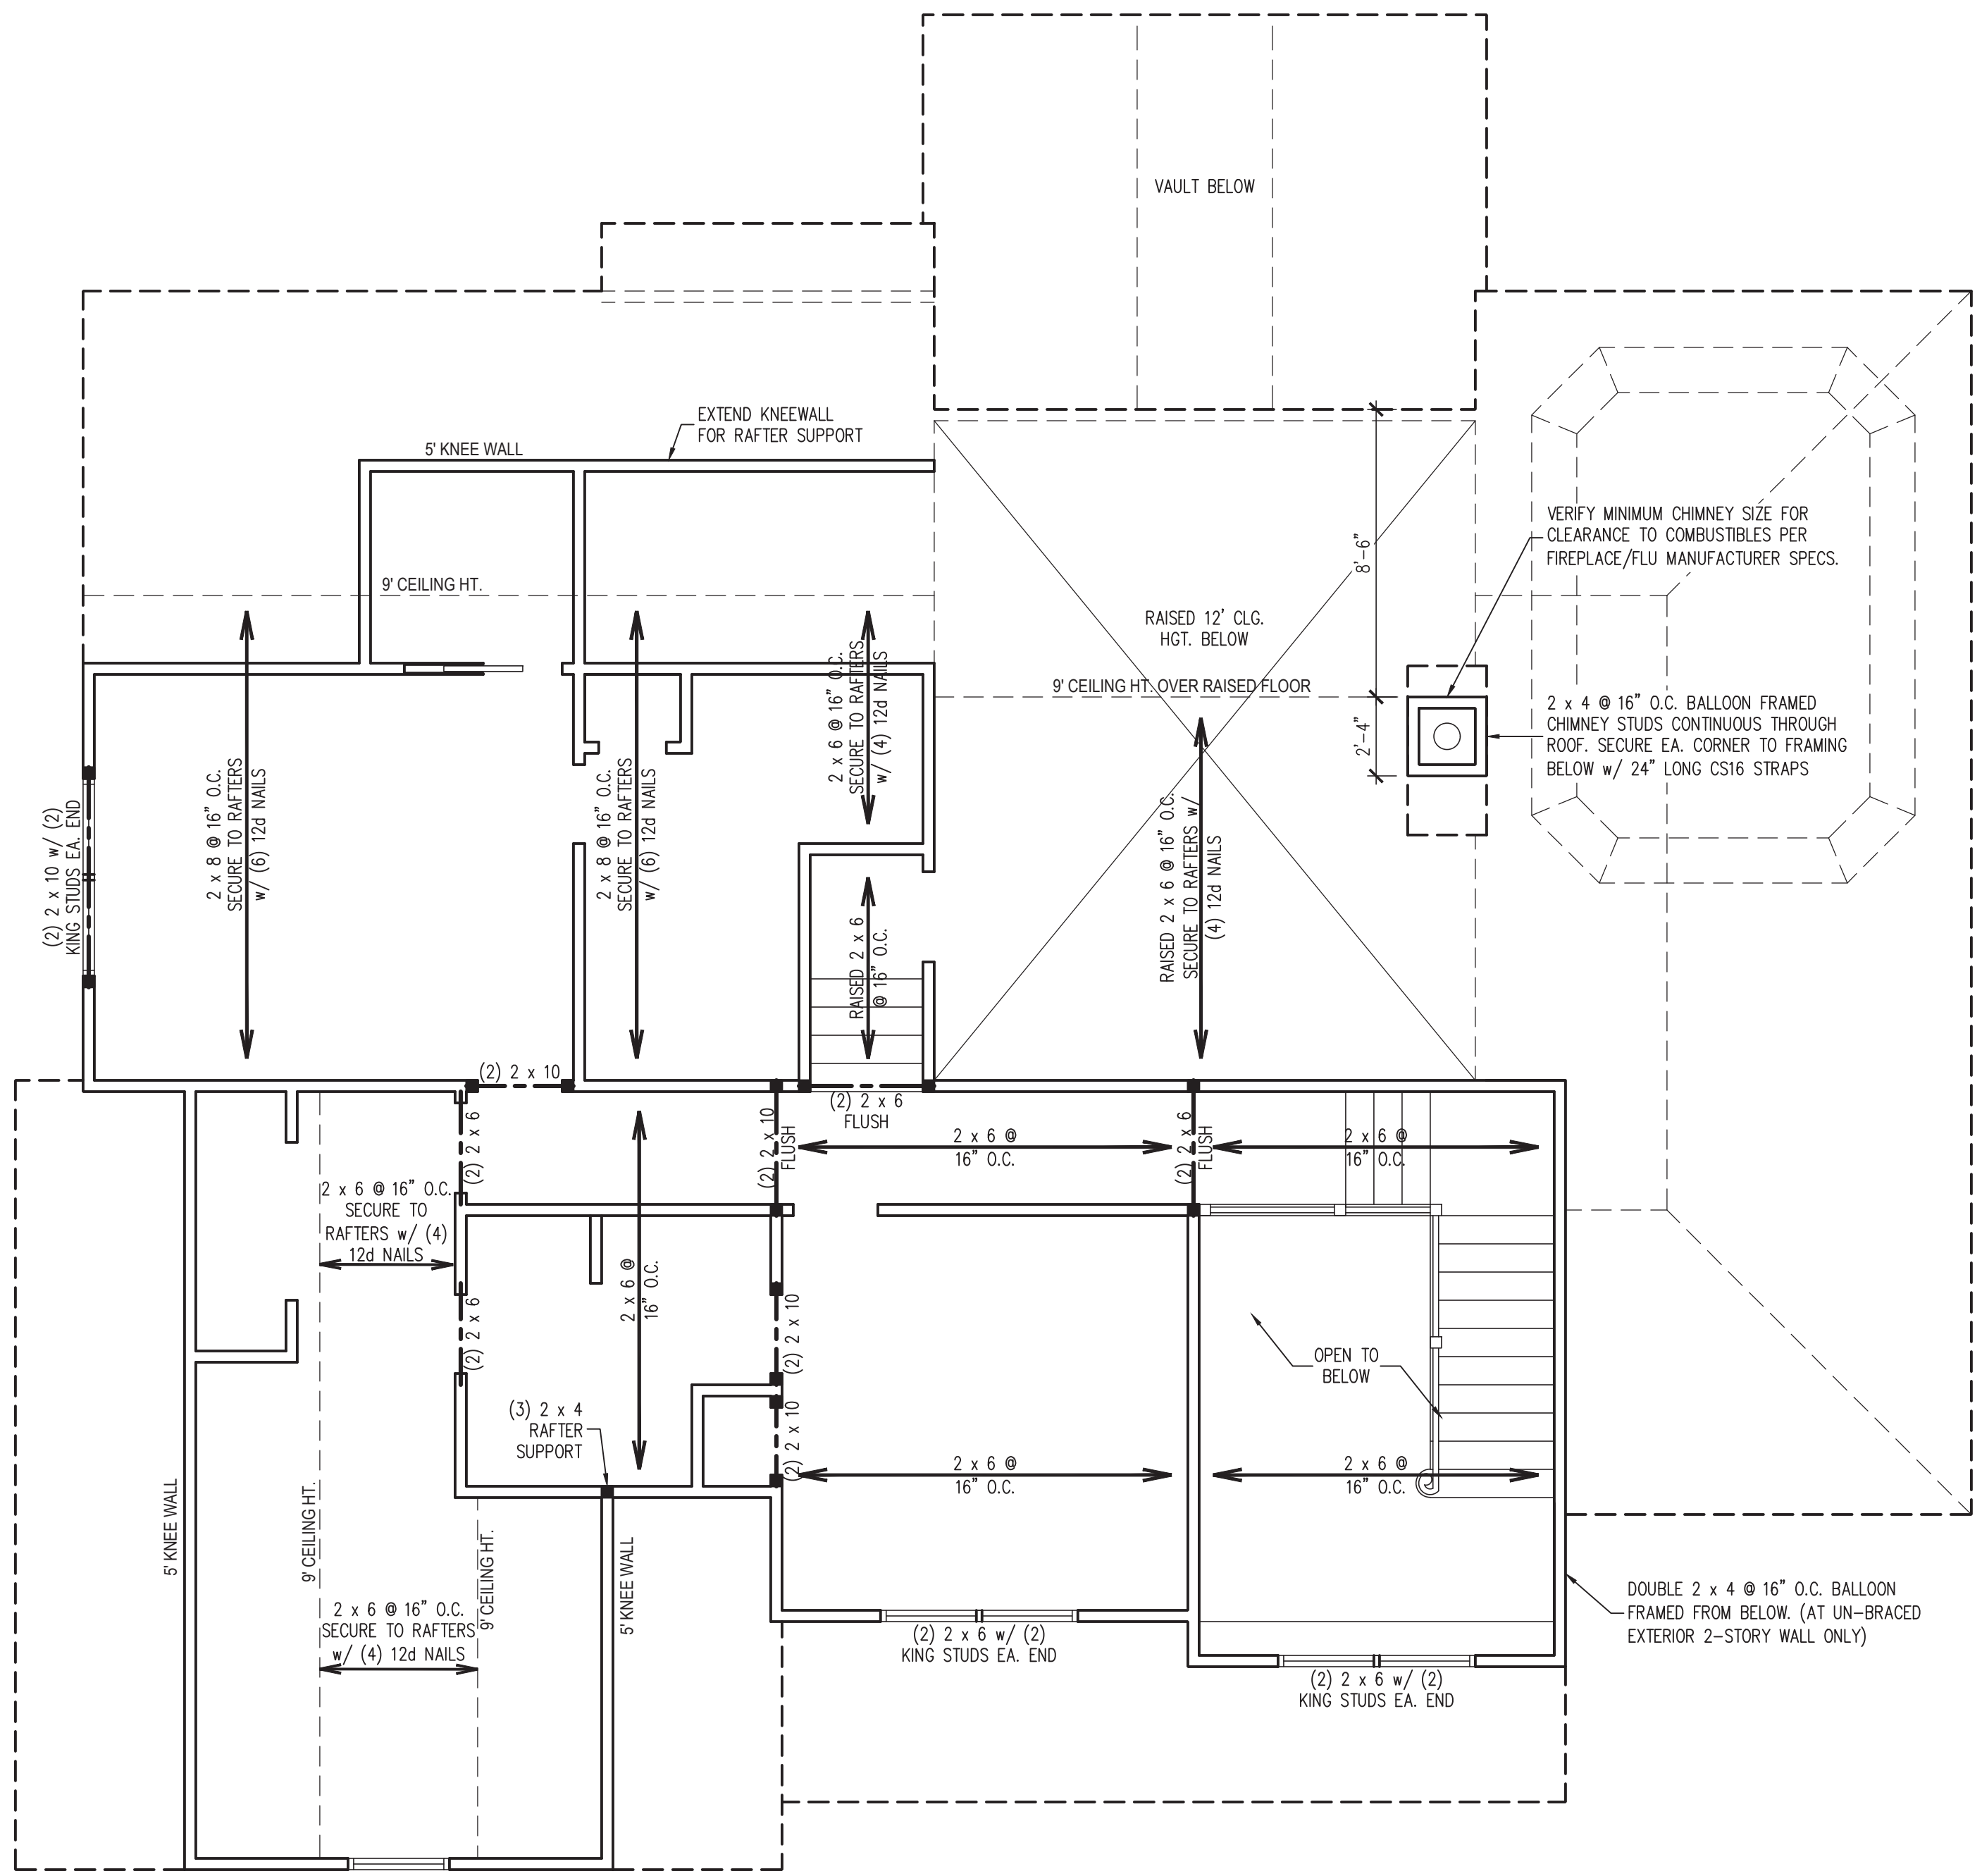 VAULT BELOW
EXTEND KNEEWALL
FOR RAFTER SUPPORT
5' KNEE WALL
8'-6"
VERIFY MINIMUM CHIMNEY SIZE FOR
CLEARANCE TO COMBUSTIBLES PER
FIREPLACE/FLU MANUFACTURER SPECS.
9' CEILING HT.
RAISED 12' CLG.
HGT. BELOW
9' CEILING HT. OVER RAISED FLOOR
2'-4"
2 x 4 @ 16" O.C. BALLOON FRAMED
CHIMNEY STUDS CONTINUOUS THROUGH
ROOF. SECURE EA. CORNER TO FRAMING
BELOW w/ 24" LONG CS16 STRAPS
(2) 2 x 10 w/ (2)
KING STUDS EA. END
2 x 8 @ 16" O.C.
SECURE TO RAFTERS
w/ (6) 12d NAILS
2 x 8 @ 16" O.C.
SECURE TO RAFTERS
w/ (6) 12d NAILS
2 x 6 @ 16" O.C.
SECURE TO RAFTERS
w/ (4) 12d NAILS
RAISED 2 x 6
@ 16" O.C.
RAISED 2 x 6 @ 16" O.C.
SECURE TO RAFTERS w/
(4) 12d NAILS
(2) 2 x 10
(2) 2 x 6
FLUSH
(2) 2 x 6
(2) 2 x 10
FLUSH
2 x 6 @
16" O.C.
(2) 2 x 6
FLUSH
2 x 6 @
16" O.C.
2 x 6 @ 16" O.C.
SECURE TO
RAFTERS w/ (4)
12d NAILS
2 x 6 @
16" O.C.
(2) 2 x 6
(2) 2 x 10
OPEN TO
BELOW
(3) 2 x 4
RAFTER
SUPPORT
(2) 2 x 10
2 x 6 @
16" O.C.
2 x 6 @
16" O.C.
5' KNEE WALL
9' CEILING HT.
9' CEILING HT.
5' KNEE WALL
2 x 6 @ 16" O.C.
SECURE TO RAFTERS
w/ (4) 12d NAILS
(2) 2 x 6 w/ (2)
KING STUDS EA. END
(2) 2 x 6 w/ (2)
KING STUDS EA. END
DOUBLE 2 x 4 @ 16" O.C. BALLOON
FRAMED FROM BELOW. (AT UN-BRACED
EXTERIOR 2-STORY WALL ONLY)